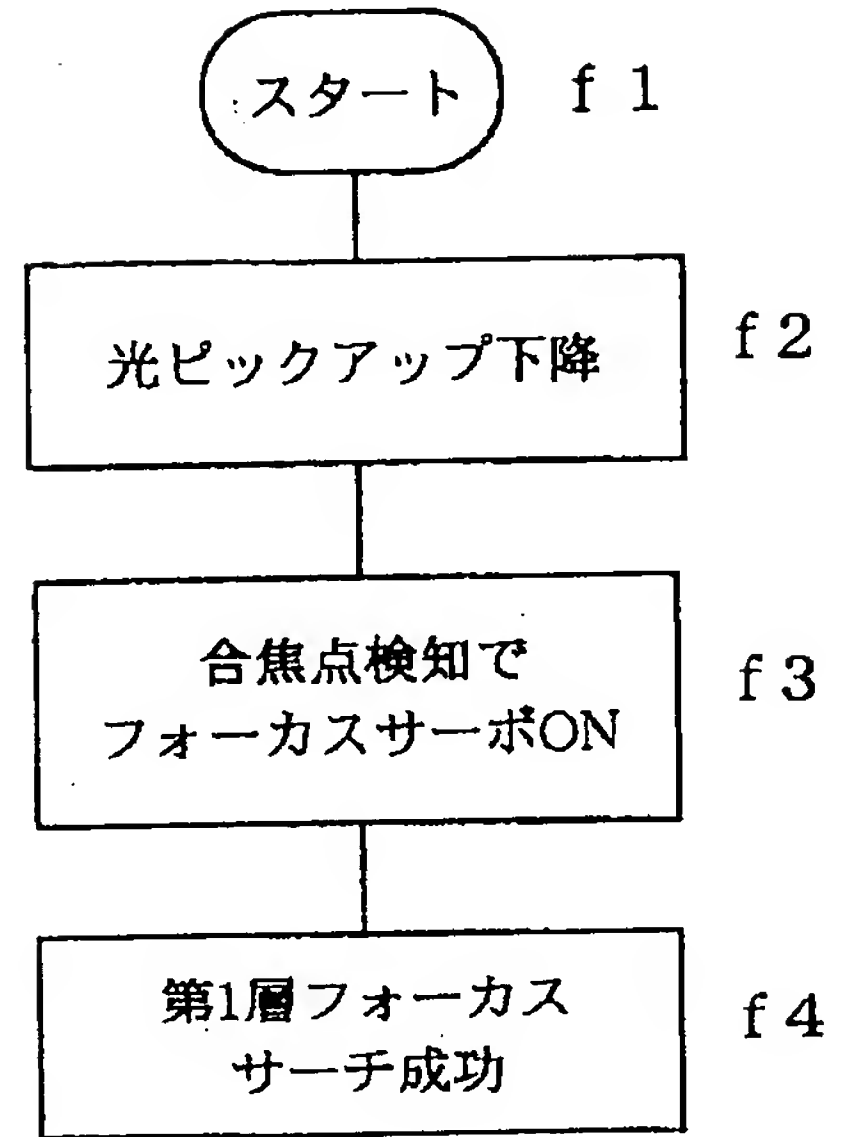 スタート f 1
光ピックアップ下降 f 2
合焦点検知で
フォーカスサーボON f 3
第1層フォーカス
サーチ成功 f 4